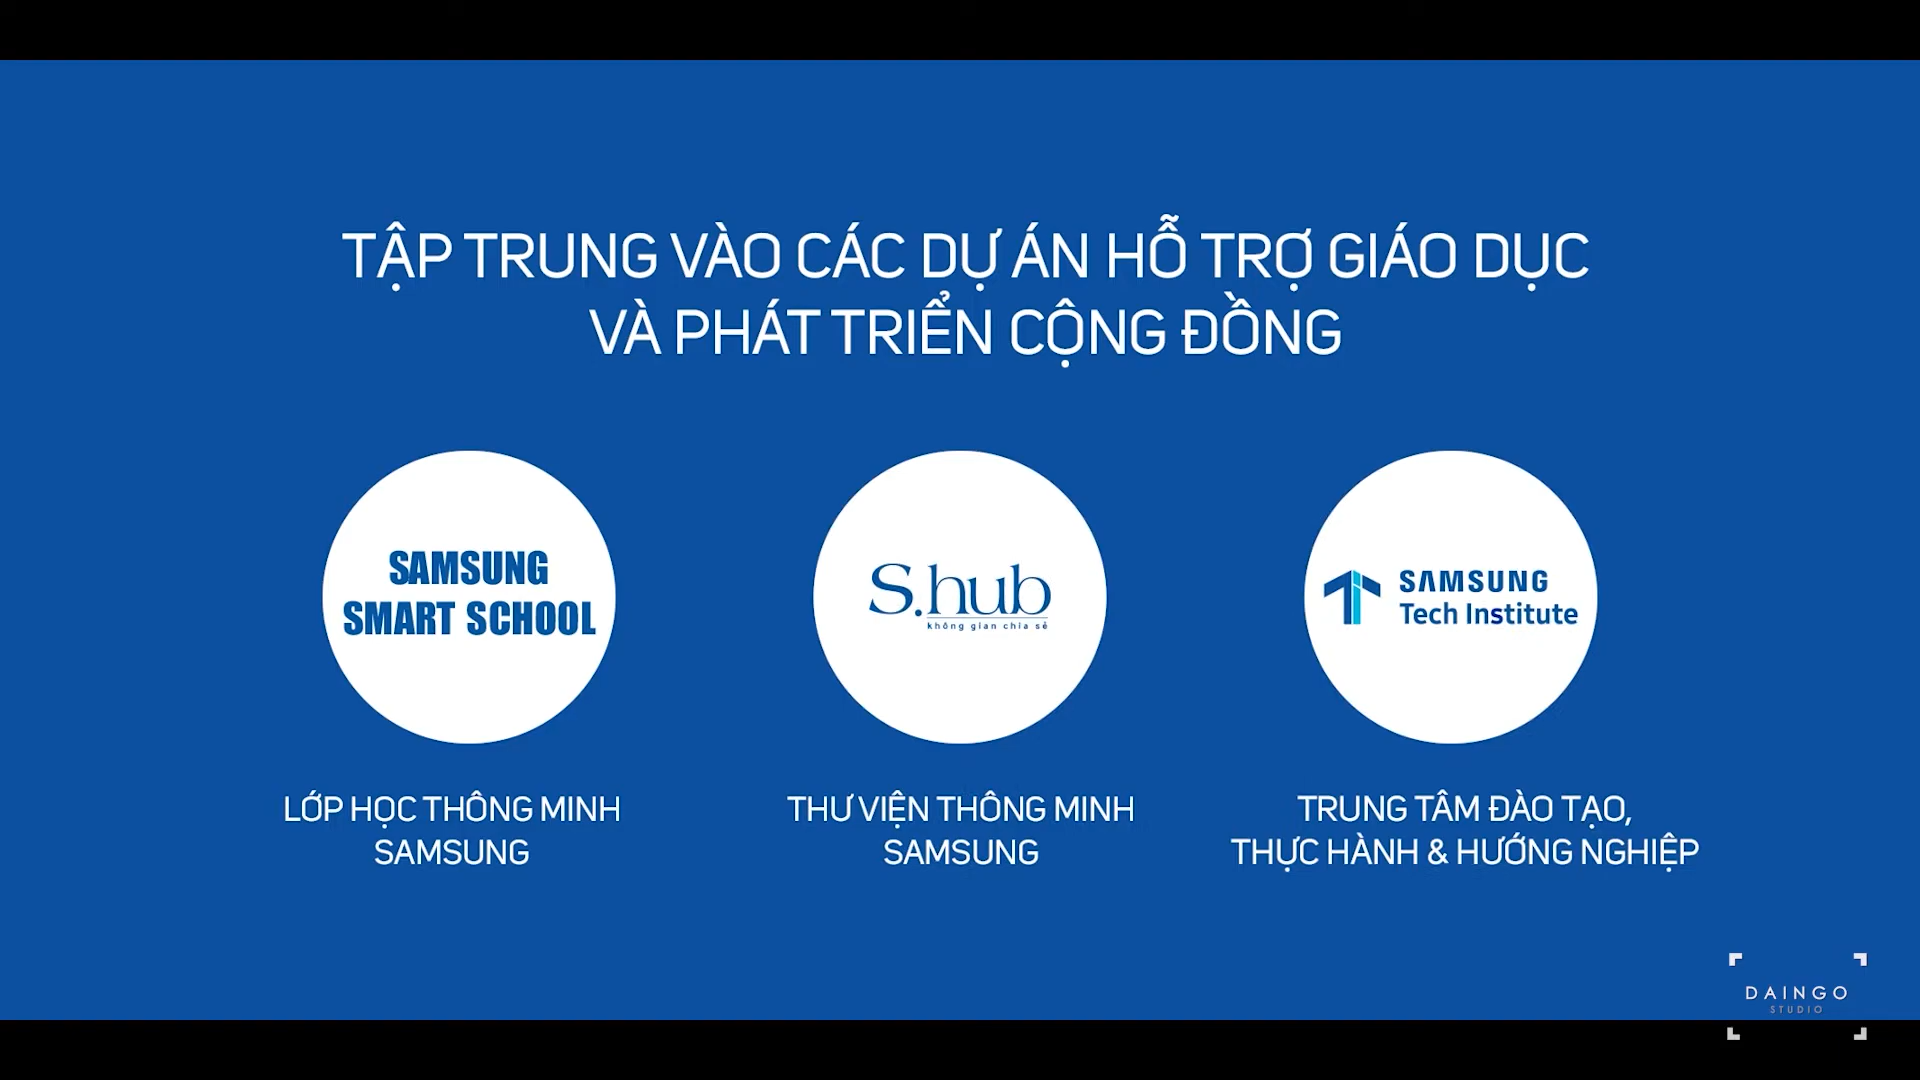 TẬP TRUNG VÀO CÁC DỰ ÁN HỖ TRỢ GIÁO DỤC
VÀ PHÁT TRIỂN CỘNG ĐỒNG
SAMSUNG
SMART SCHOOL
S.hub
không gian chia sẻ
SAMSUNG
Tech Institute
LỚP HỌC THÔNG MINH
SAMSUNG
THƯ VIỆN THÔNG MINH
SAMSUNG
TRUNG TÂM ĐÀO TẠO,
THỰC HÀNH & HƯỚNG NGHIỆP
DAINGO
STUDIO